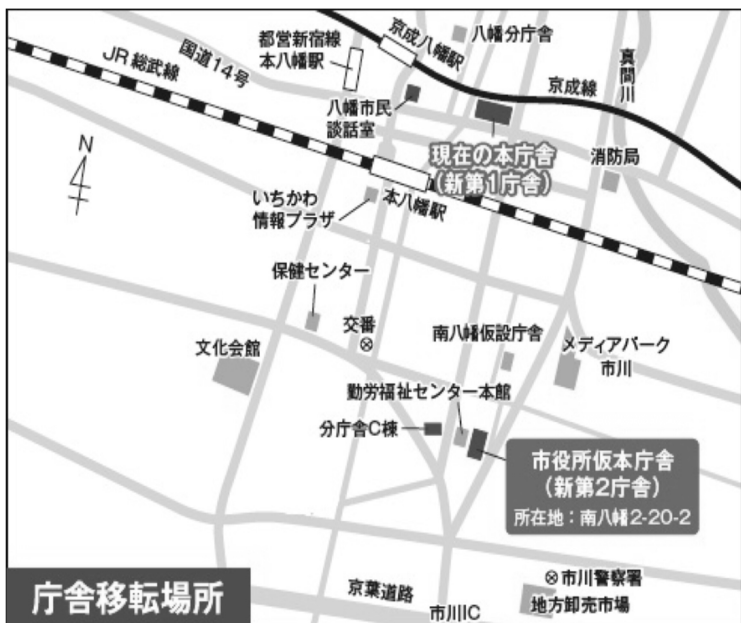 都営新宿線
本八幡駅
京成八幡駅
八幡分庁舎
JR総武線
国道14号
京成線
真間川
八幡市民
談話室
現在の本庁舎
(新第1庁舎)
消防局
N
本八幡駅
いちかわ
情報プラザ
保健センター
交番
南八幡仮設庁舎
メディアパーク
市川
文化会館
勤労福祉センター本館
分庁舎C棟
市役所仮本庁舎
(新第2庁舎)
所在地：南八幡2-20-2
市川警察署
京葉道路
市川IC
地方卸売市場
庁舎移転場所